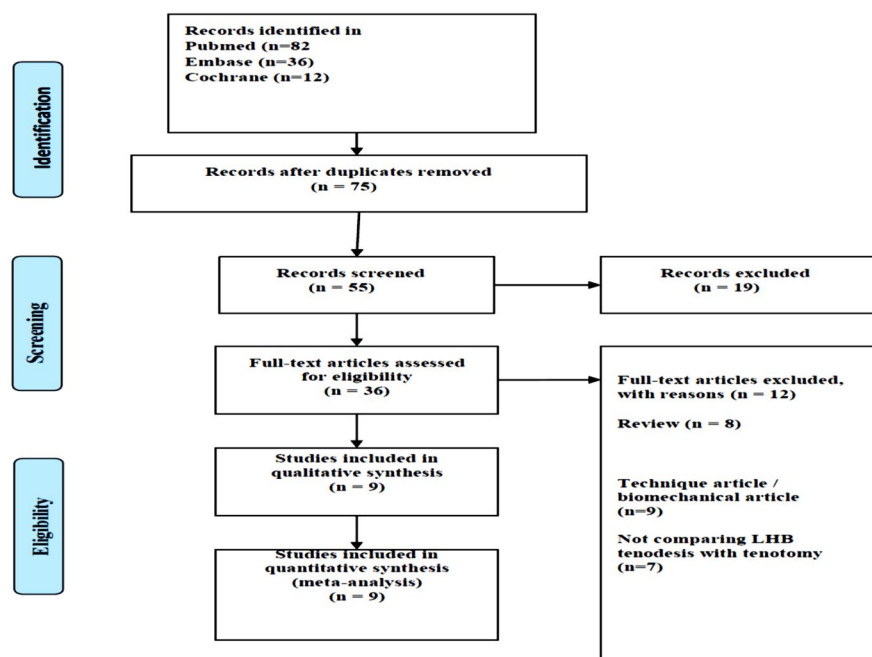 Records identified in
Pubmed (n=82
Embase (n=36)
Cochrane (n=12)
Identification
Records after duplicates removed
(n = 75)
Screening
Records screened
(n = 55)
Records excluded
(n = 19)
Full-text articles assessed
for eligibility
(n = 36)
Full-text articles excluded,
with reasons (n = 12)
Review (n = 8)
Technique article /
biomechanical article
(n=9)
Not comparing LHB
tenodesis with tenotomy
(n=7)
Eligibility
Studies included in
qualitative synthesis
(n = 9)
Studies included in
quantitative synthesis
(meta-analysis)
(n = 9)